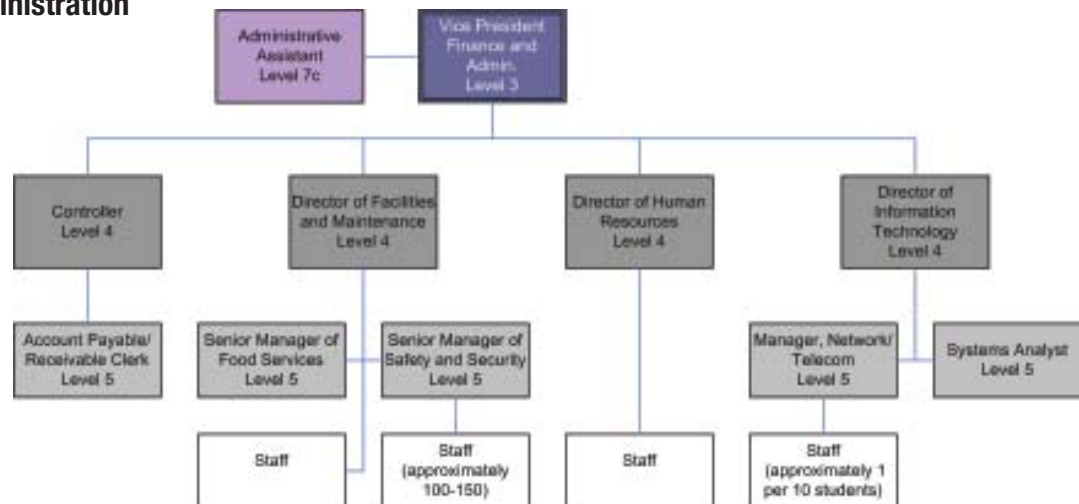 inistration
Administrative
Assistant
Level 7c
Vice President
Finance and
Admin.
Level 3
Controller
Level 4
Director of Facilities
and Maintenance
Level 4
Director of Human
Resources
Level 4
Director of
Information
Technology
Level 4
Account Payable/
Receivable Clerk
Level 5
Senior Manager of
Food Services
Level 5
Senior Manager of
Safety and Security
Level 5
Manager, Network/
Telecom
Level 5
Systems Analyst
Level 5
Staff
Staff
(approximately
100-150)
Staff
Staff
(approximately 1
per 10 students)